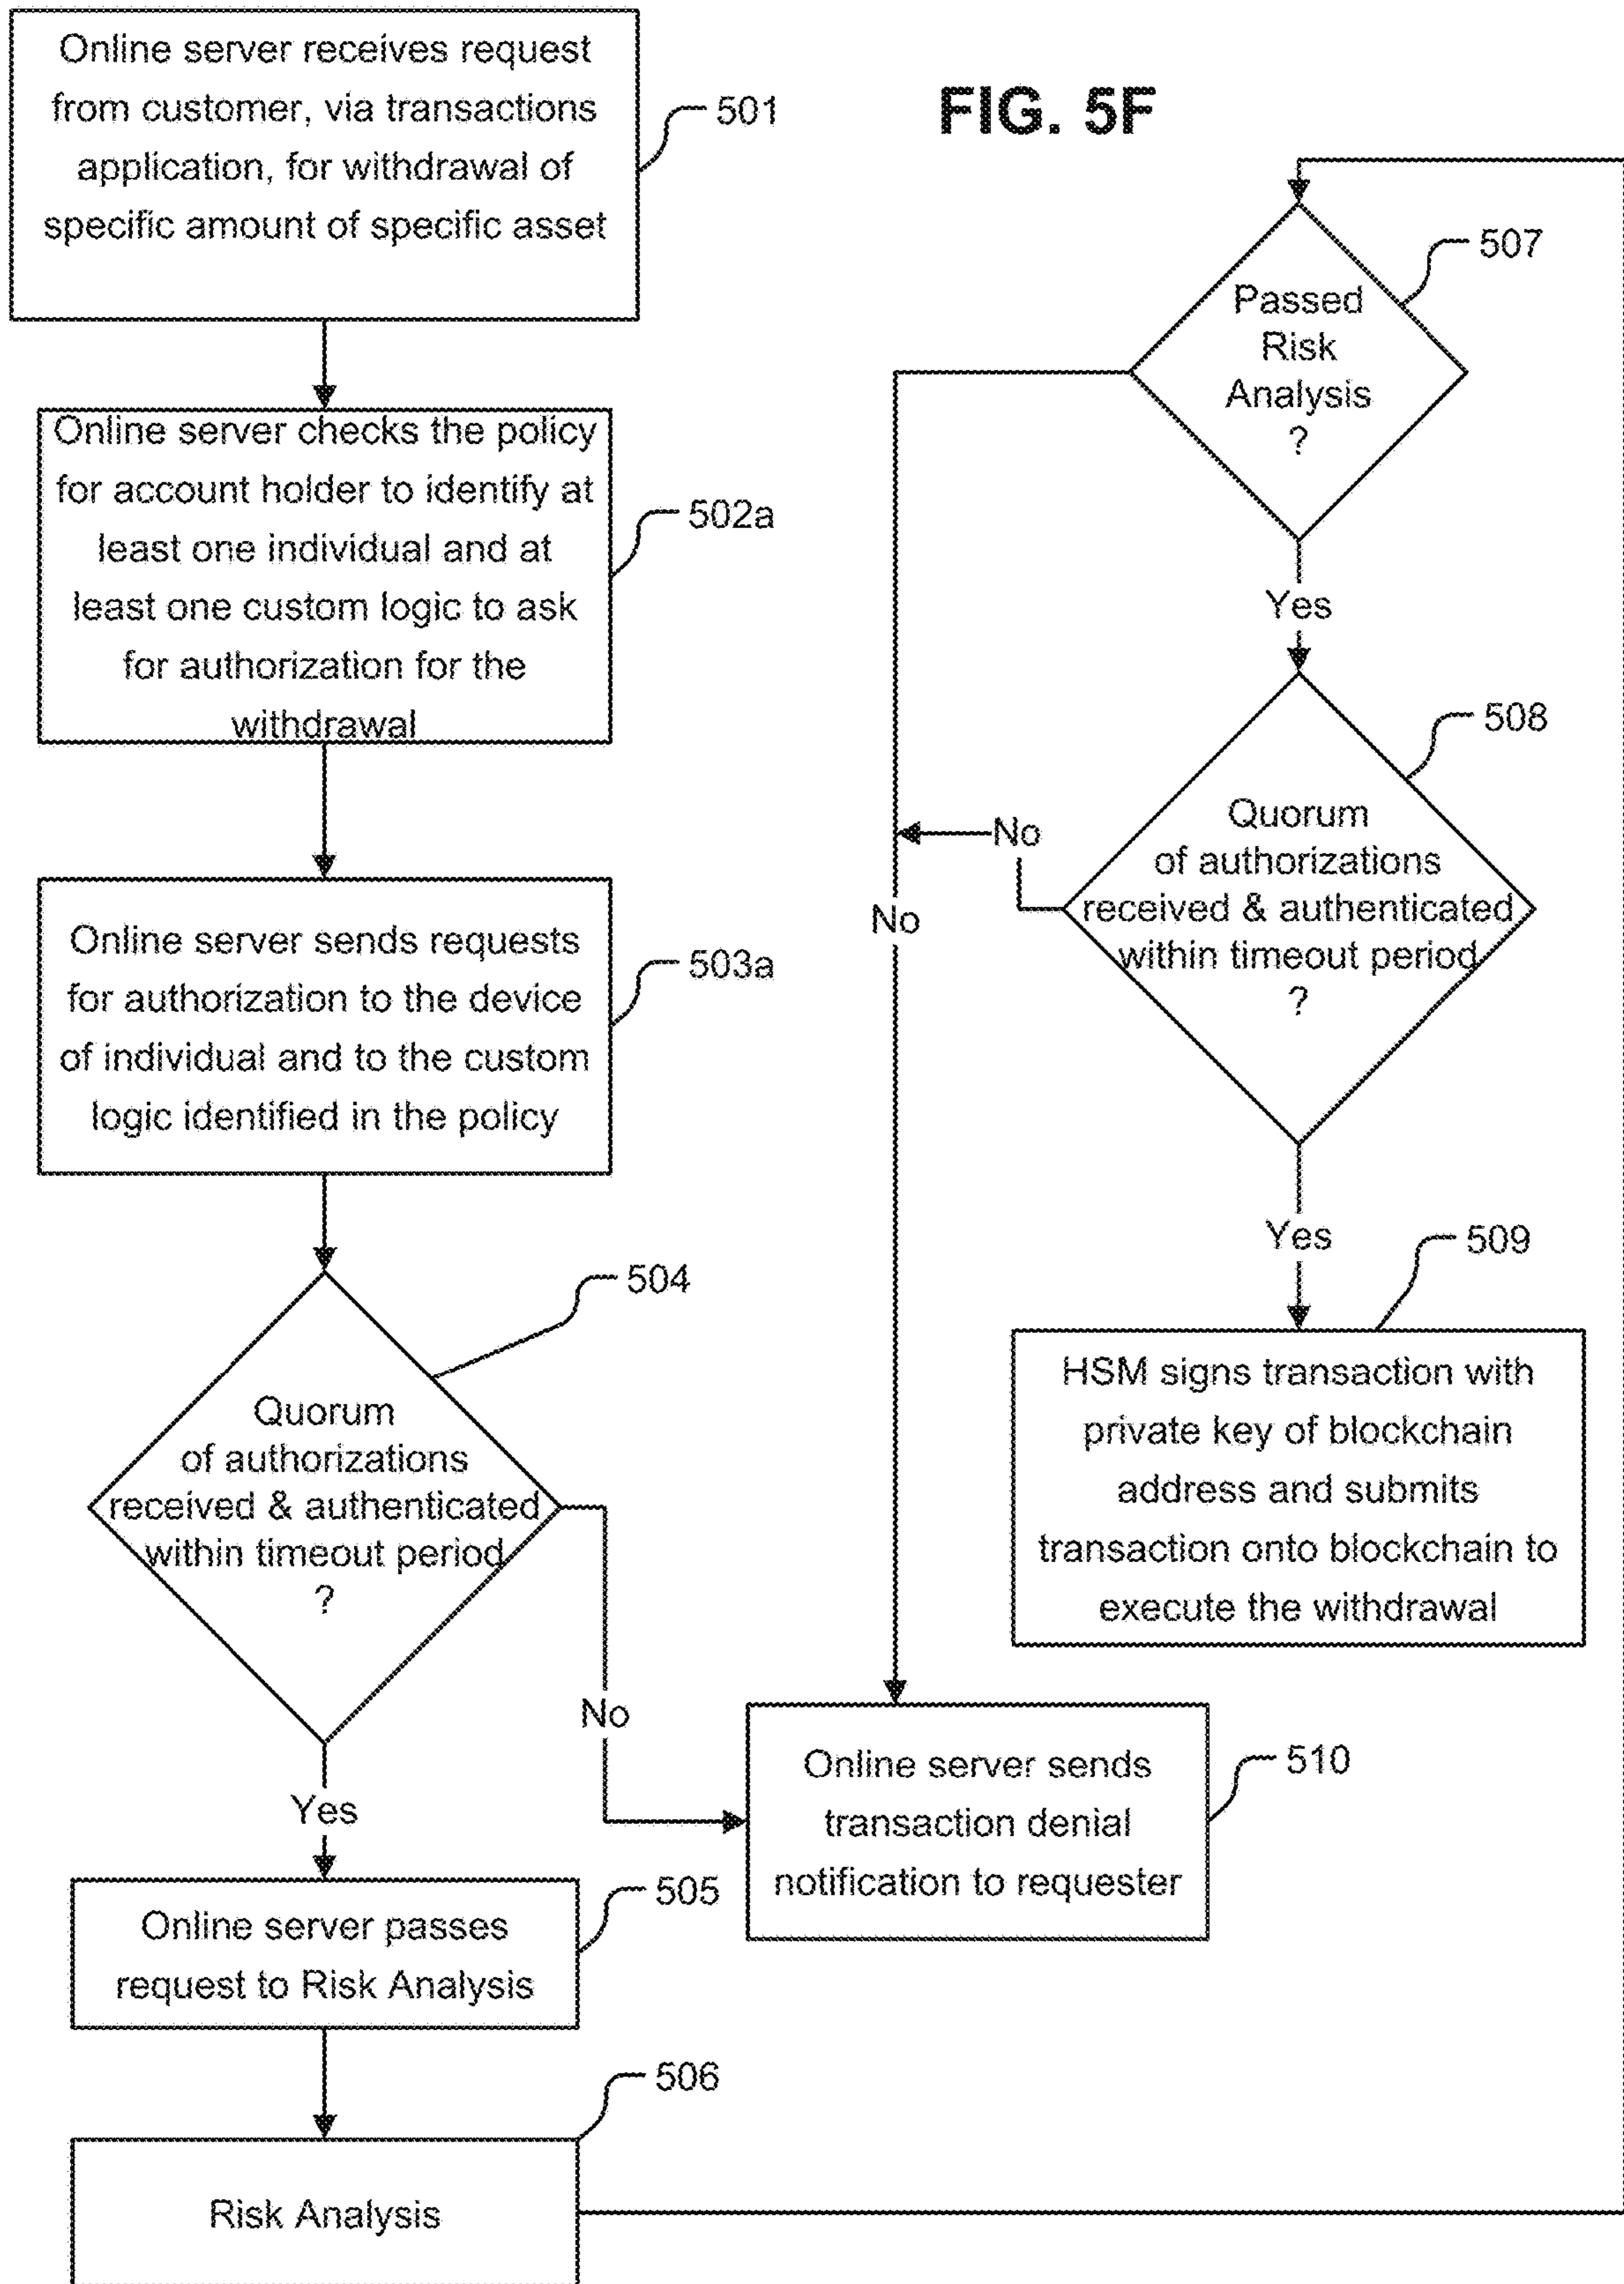 FIG. 5F
Online server receives request
from customer, via transactions
application, for withdrawal of
specific amount of specific asset
501
Online server checks the policy
for account holder to identify at
least one individual and at
least one custom logic to ask
for authorization for the
withdrawal
502a
Online server sends requests
for authorization to the device
of individual and to the custom
logic identified in the policy
503a
504
Quorum
of authorizations
received & authenticated
within timeout period
?
No
Yes
Online server passes
request to Risk Analysis
505
506
Risk Analysis
507
Passed
Risk
Analysis
?
No
Yes
508
Quorum
of authorizations
received & authenticated
within timeout period
?
No
Yes
509
HSM signs transaction with
private key of blockchain
address and submits
transaction onto blockchain to
execute the withdrawal
Online server sends
transaction denial
notification to requester
510